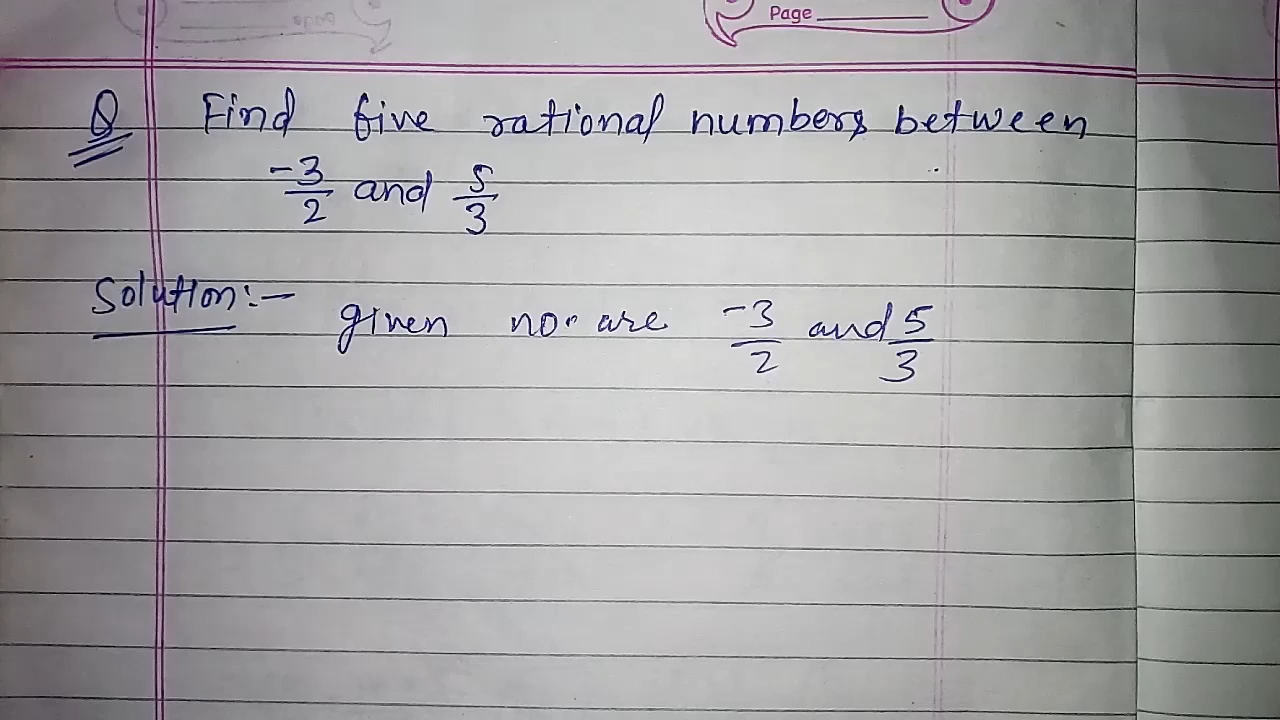 Page
Q Find five rational numbers between
-3/2 and 5/3
Solution:- given no. are -3/2 and 5/3